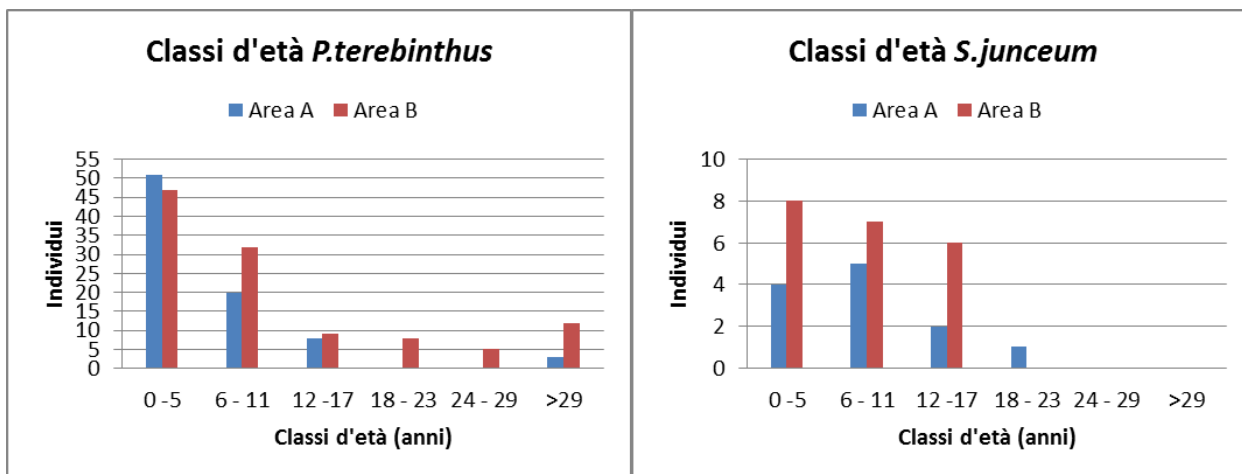 Classi d'età P.terebinthus
Area A Area B
Individui
55
50
45
40
35
30
25
20
15
10
5
0
0 -5 6 - 11 12 -17 18 - 23 24 - 29 >29
Classi d'età (anni)
Classi d'età S.junceum
Area A Area B
Individui
10
8
6
4
2
0
0 -5 6 - 11 12 -17 18 - 23 24 - 29 >29
Classi d'età (anni)